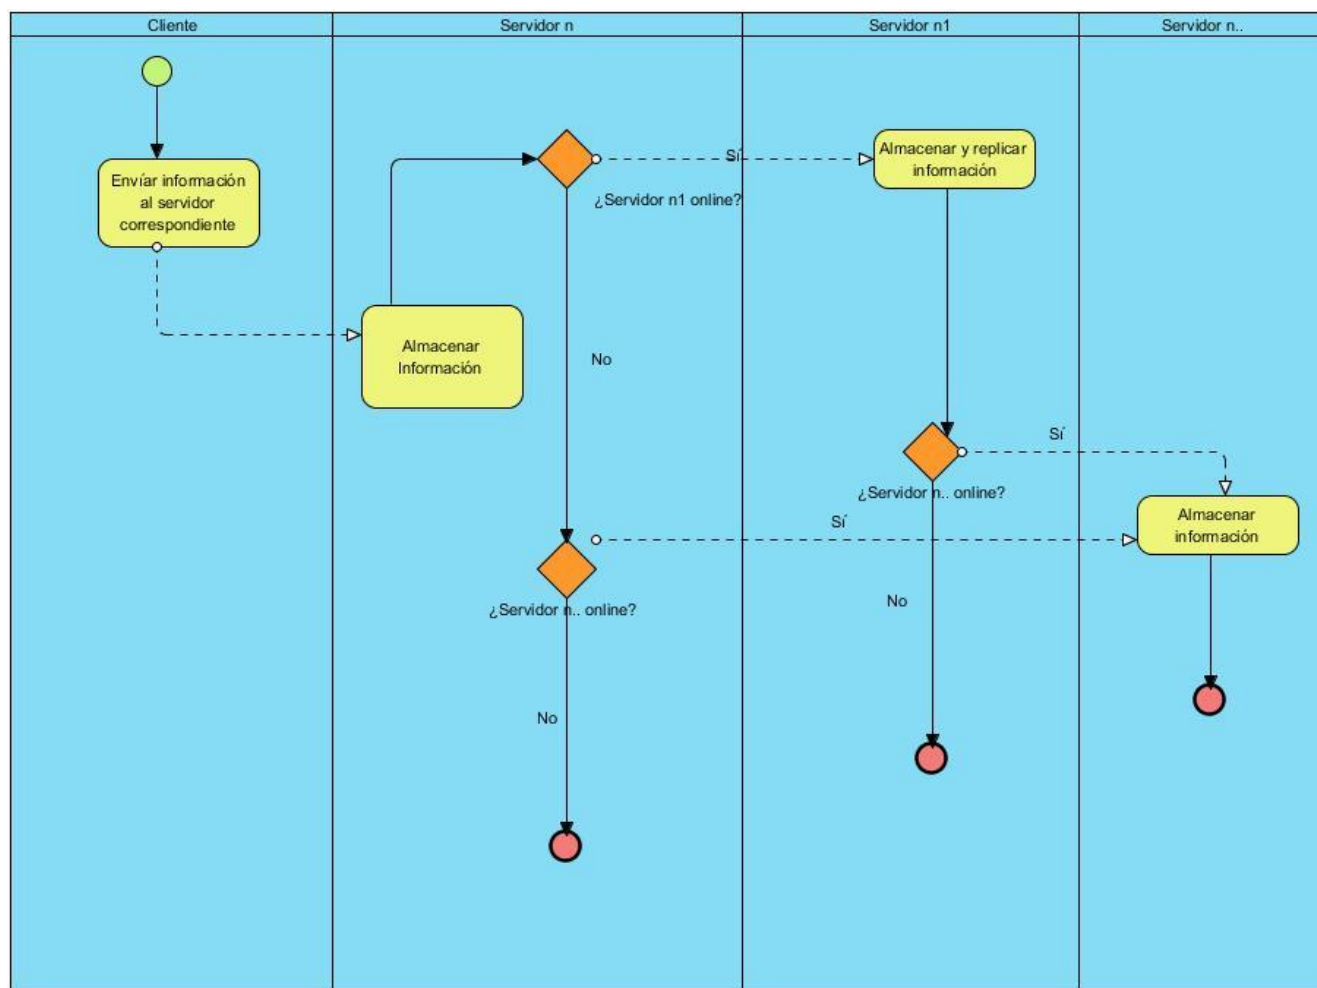 Cliente
Servidor n
Servidor n1
Servidor n..
Envíar información
al servidor
correspondiente
Almacenar
Información
¿Servidor n1 online?
Sí
No
¿Servidor n.. online?
Sí
No
Almacenar y replicar
información
¿Servidor n.. online?
Sí
No
Almacenar
información